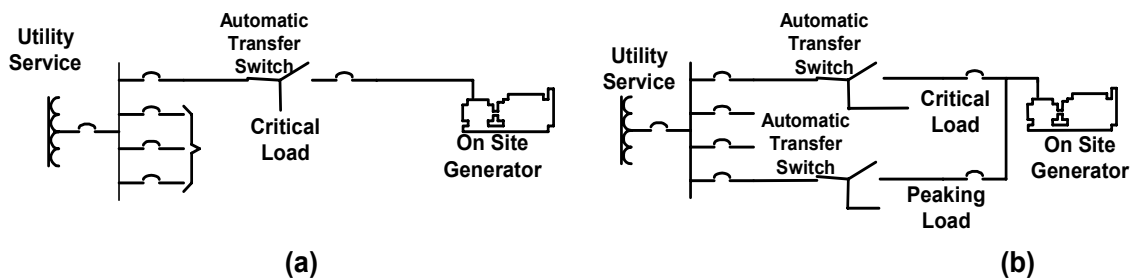 Utility
Service
Automatic
Transfer
Switch
Critical
Load
On Site
Generator
(a)
Utility
Service
Automatic
Transfer
Switch
Critical
Load
Automatic
Transfer
Switch
On Site
Generator
Peaking
Load
(b)